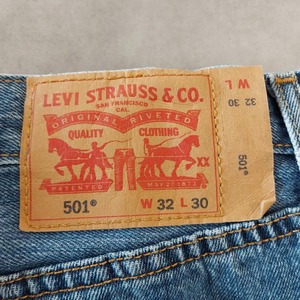 LEVI STRAUSS & CO.
SAN FRANCISCO
CAL.
ORIGINAL RIVETED
QUALITY CLOTHING
XX
PATENTED MAY 20 1873
501® W 32 L 30
W L
32 30
501®